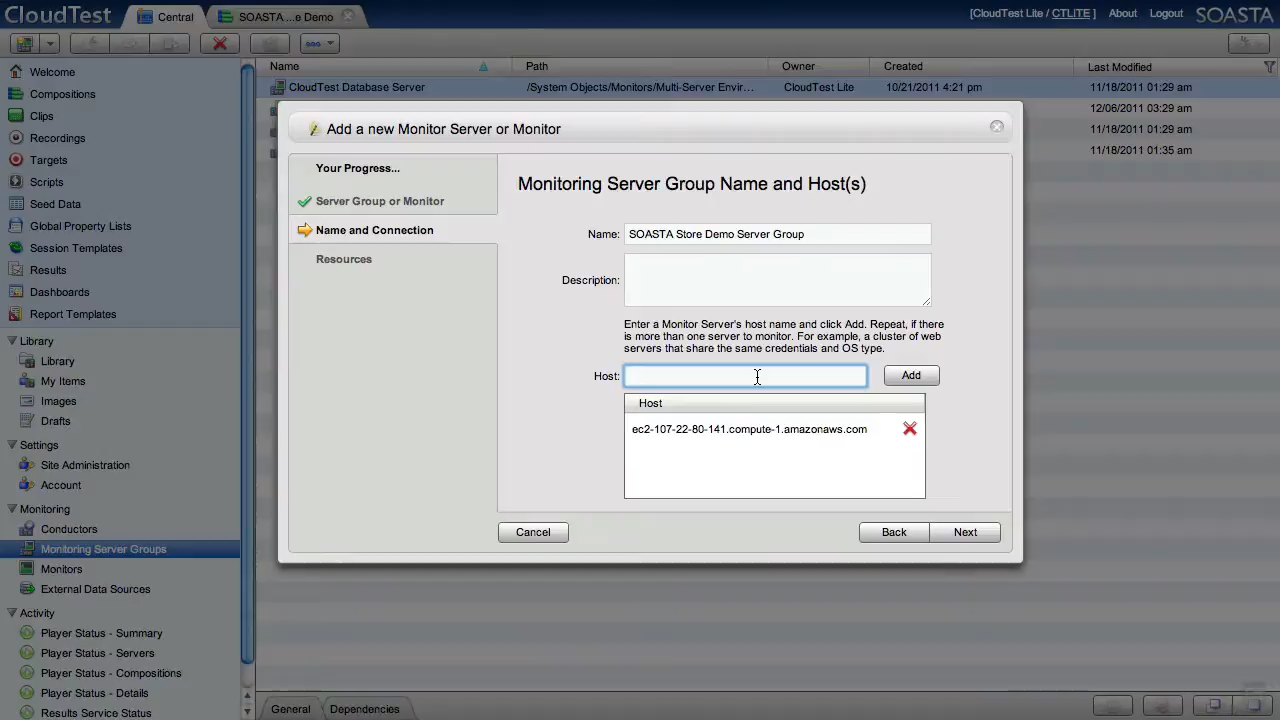 CloudTest
Central
SOASTA ...e Demo
[CloudTest Lite / CTLITE ]
About
Logout
SOASTA
Welcome
Compositions
Clips
Recordings
Targets
Scripts
Seed Data
Global Property Lists
Session Templates
Results
Dashboards
Report Templates
Library
Library
My Items
Images
Drafts
Settings
Site Administration
Account
Monitoring
Conductors
Monitoring Server Groups
Monitors
External Data Sources
Activity
Player Status - Summary
Player Status - Servers
Player Status - Compositions
Player Status - Details
Results Service Status
Name
Path
Owner
Created
Last Modified
CloudTest Database Server
/System Objects/Monitors/Multi-Server Envir...
CloudTest Lite
10/21/2011 4:21 pm
11/18/2011 01:29 am
12/06/2011 03:29 am
11/18/2011 01:29 am
11/18/2011 01:35 am
Add a new Monitor Server or Monitor
Your Progress...
Server Group or Monitor
Name and Connection
Resources
Monitoring Server Group Name and Host(s)
Name: SOASTA Store Demo Server Group
Description:
Enter a Monitor Server's host name and click Add. Repeat, if there
is more than one server to monitor. For example, a cluster of web
servers that share the same credentials and OS type.
Host:
Add
Host
ec2-107-22-80-141.compute-1.amazonaws.com
Cancel
Back
Next
General
Dependencies